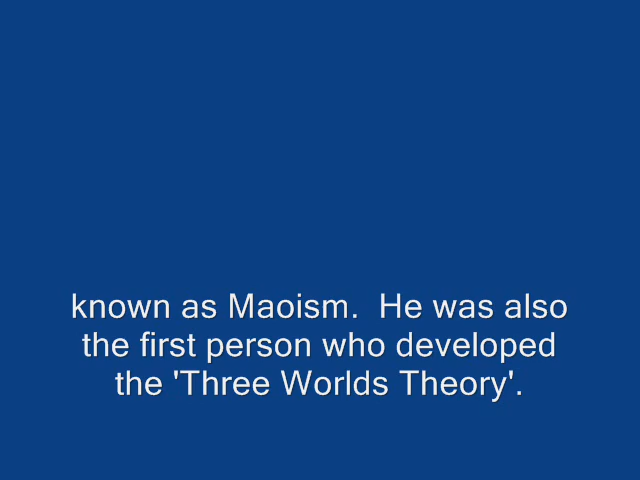 known as Maoism.  He was also
the first person who developed
the 'Three Worlds Theory'.